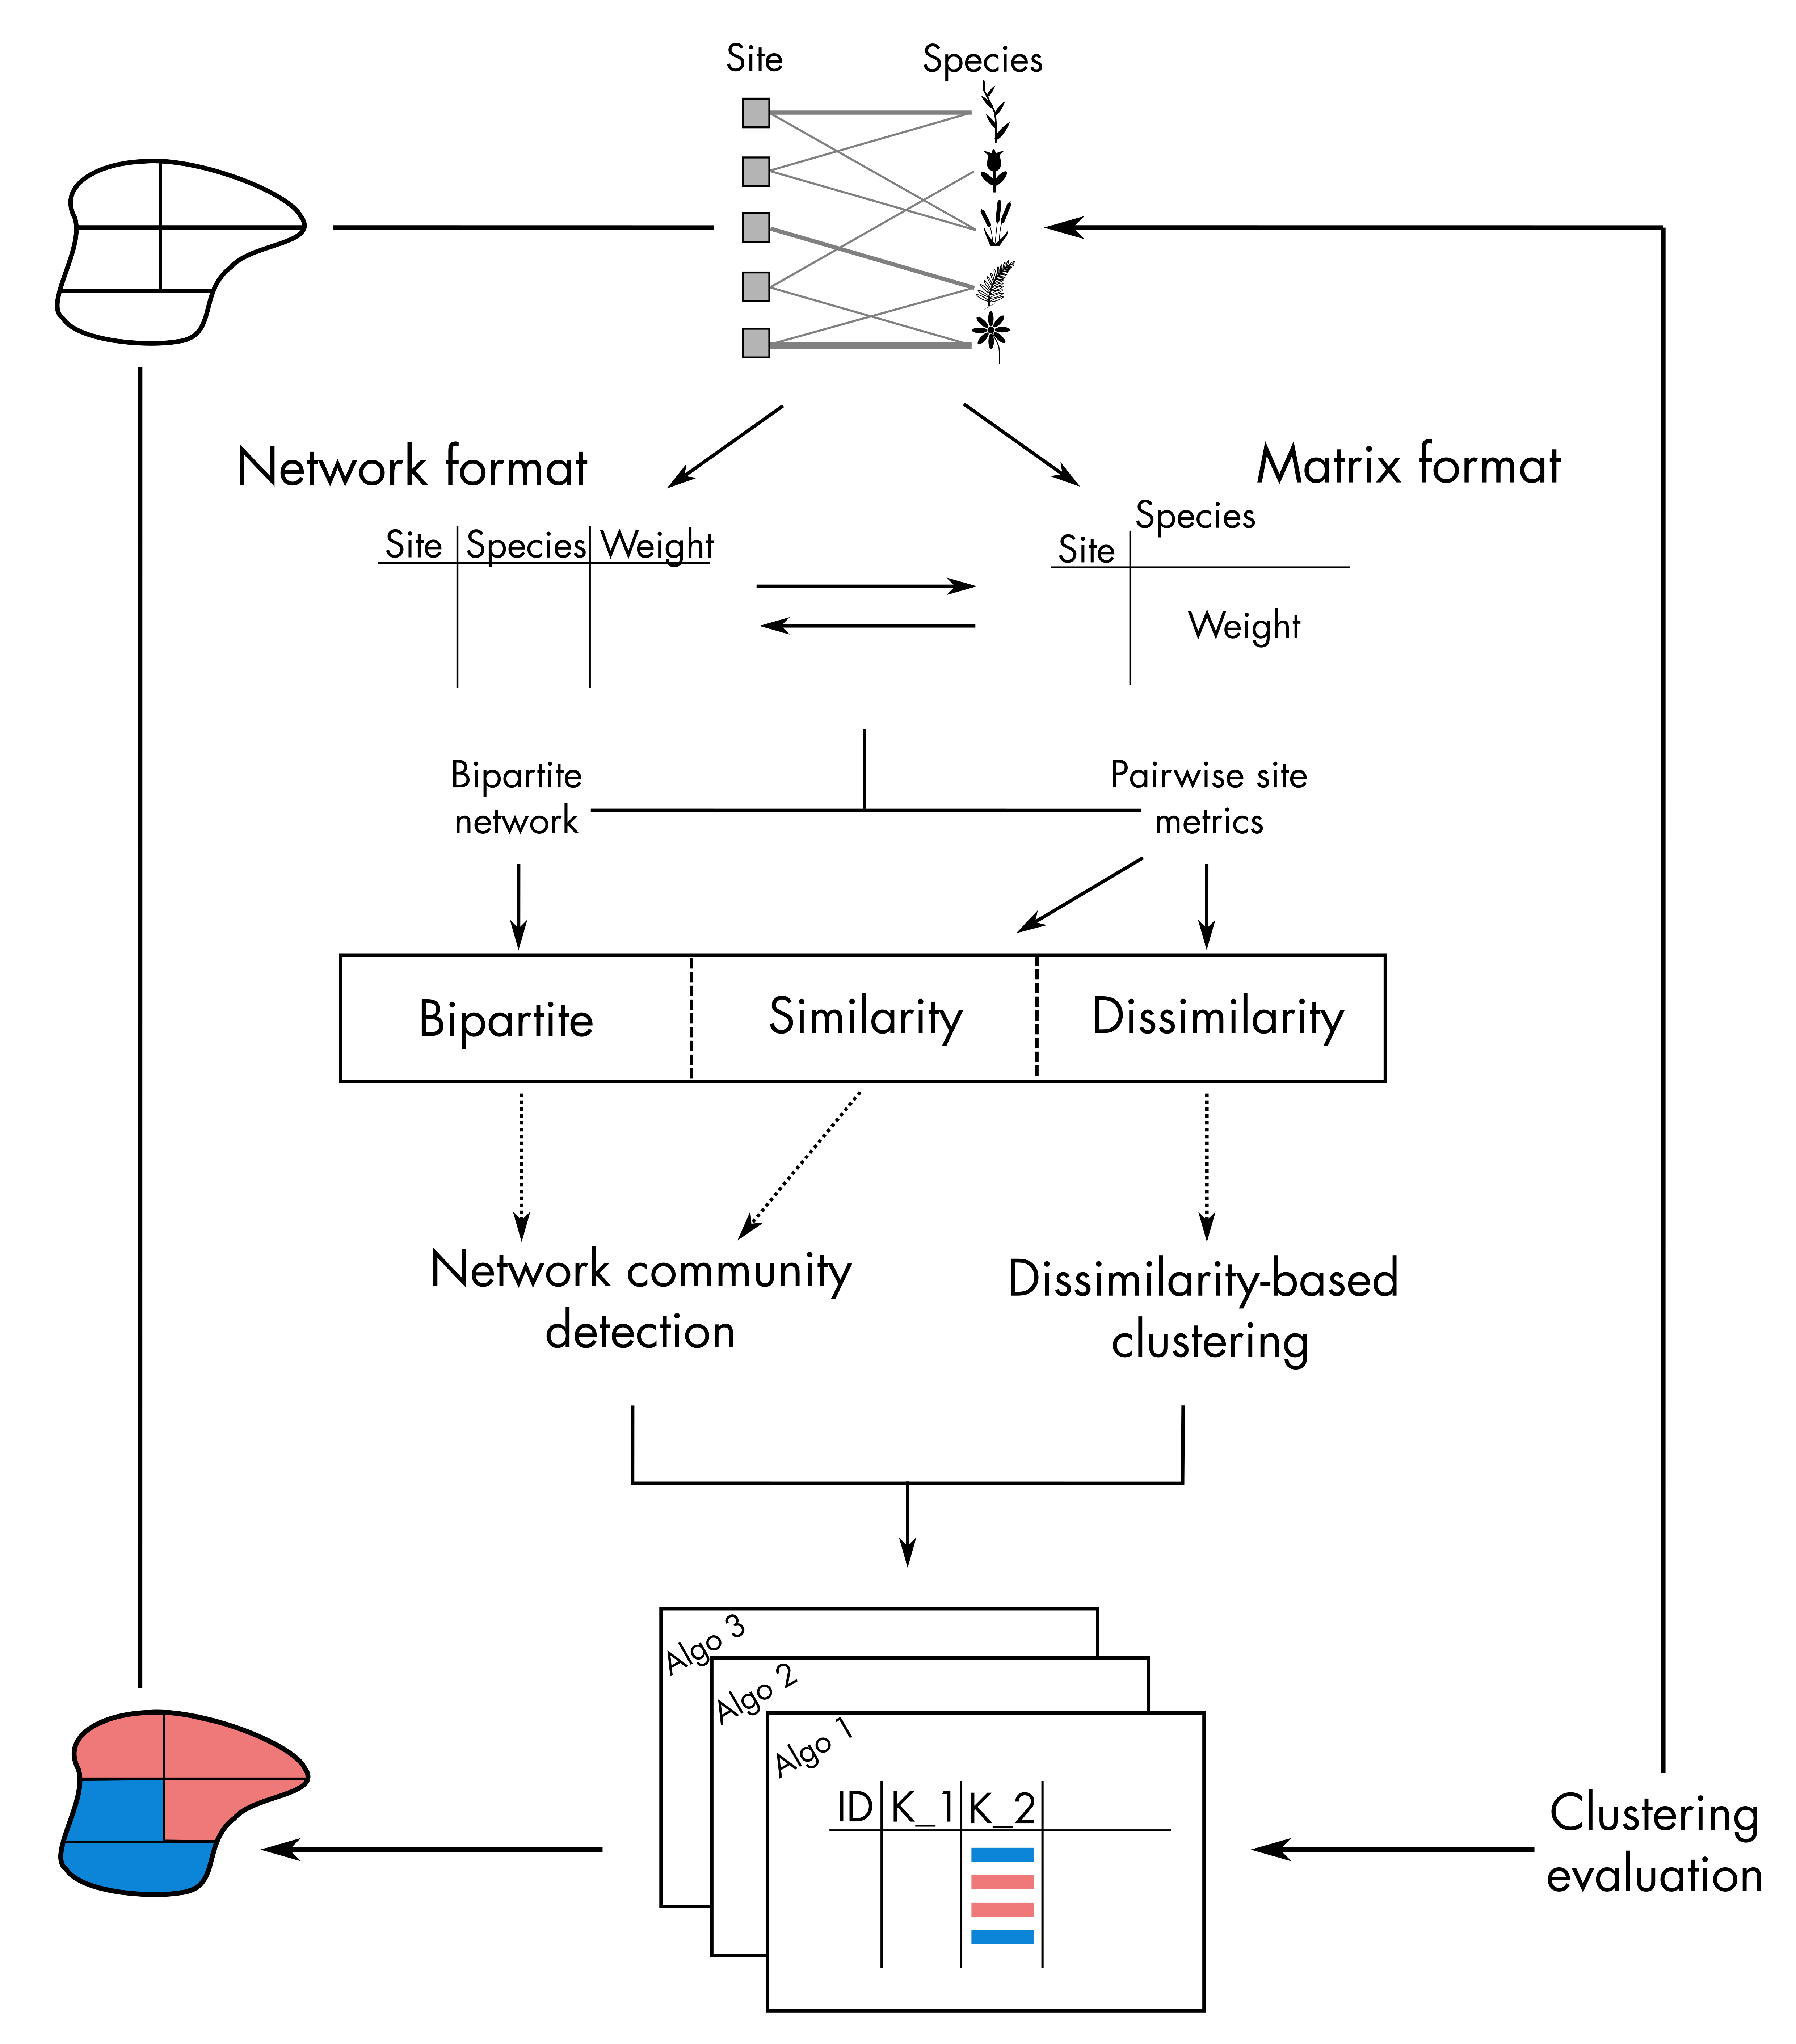 Site
Species
Network format
Matrix format
Site Species Weight
Species
Site
Weight
Bipartite
network
Pairwise site
metrics
Bipartite
Similarity
Dissimilarity
Network community
detection
Dissimilarity-based
clustering
Algo 3
Algo 2
Algo 1
ID K_1 K_2
Clustering
evaluation